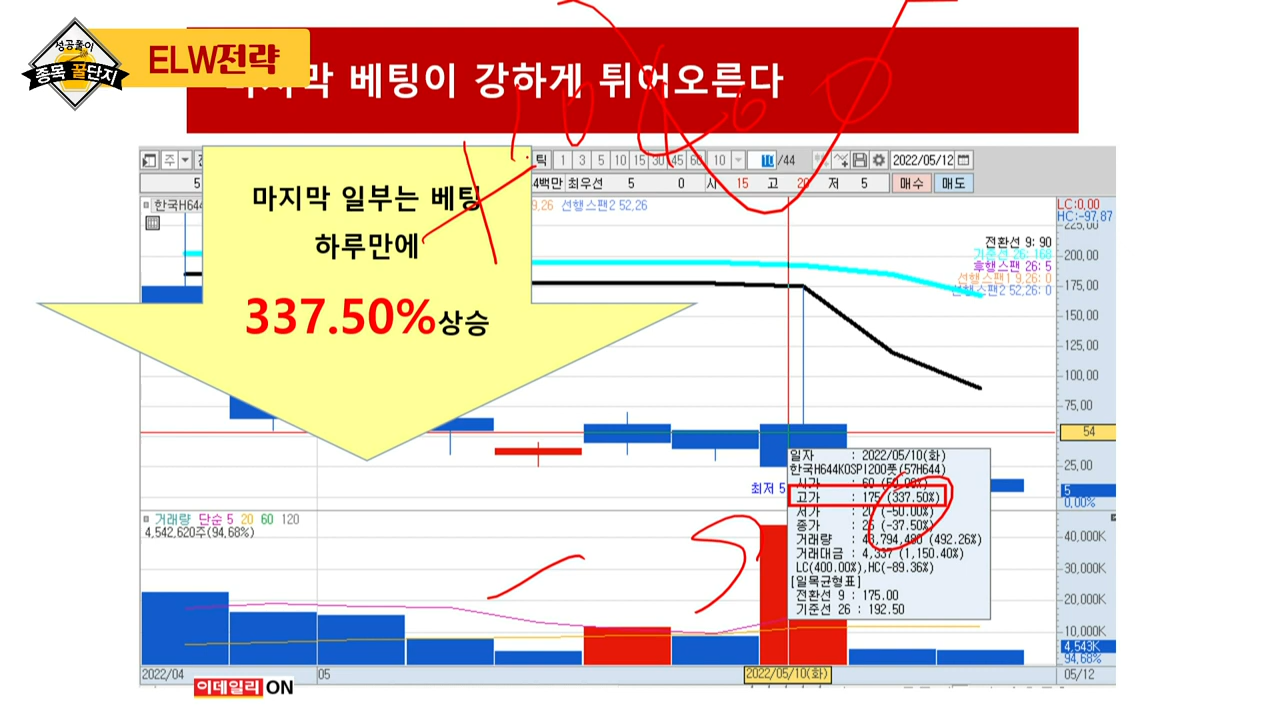 성공풀이
종목 꿀단지
ELW전략
마지막 베팅이 강하게 튀어오른다
주
틱 1 3 5 10 15 30 45 60 10 10 /44 2022/05/12
5
4백만 최우선 5 0 시 15 고 20 저 5 매수 매도
한국H644
9,26 선행스팬2 52,26
마지막 일부는 베팅
하루만에
337.50%상승
LC:0,00
HC:-97,87
225,00
전환선 9: 90
기준선 26: 160
후행스팬 26: 5
선행스팬1 9,26: 0
선행스팬2 52,26: 0
200,00
175,00
150,00
125,00
100,00
75,00
54
25,00
5
0,00%
최저 5
일자 : 2022/05/10(화)
한국H644KOSPI200풋(57H644)
시가 : 60 (50.00%)
고가 : 175 (337.50%)
저가 : 20 (-50.00%)
종가 : 25 (-37.50%)
거래량 : 43,794,480 (492.26%)
거래대금 : 4,337 (1,150.40%)
LC(400.00%),HC(-89.36%)
[일목균형표]
전환선 9 : 175.00
기준선 26 : 192.50
거래량 단순 5 20 60 120
4,542,620주(94,68%)
40,000K
30,000K
20,000K
10,000K
4,543K
94,68%
2022/04 05 2022/05/10(화) 05/12
이데일리 ON